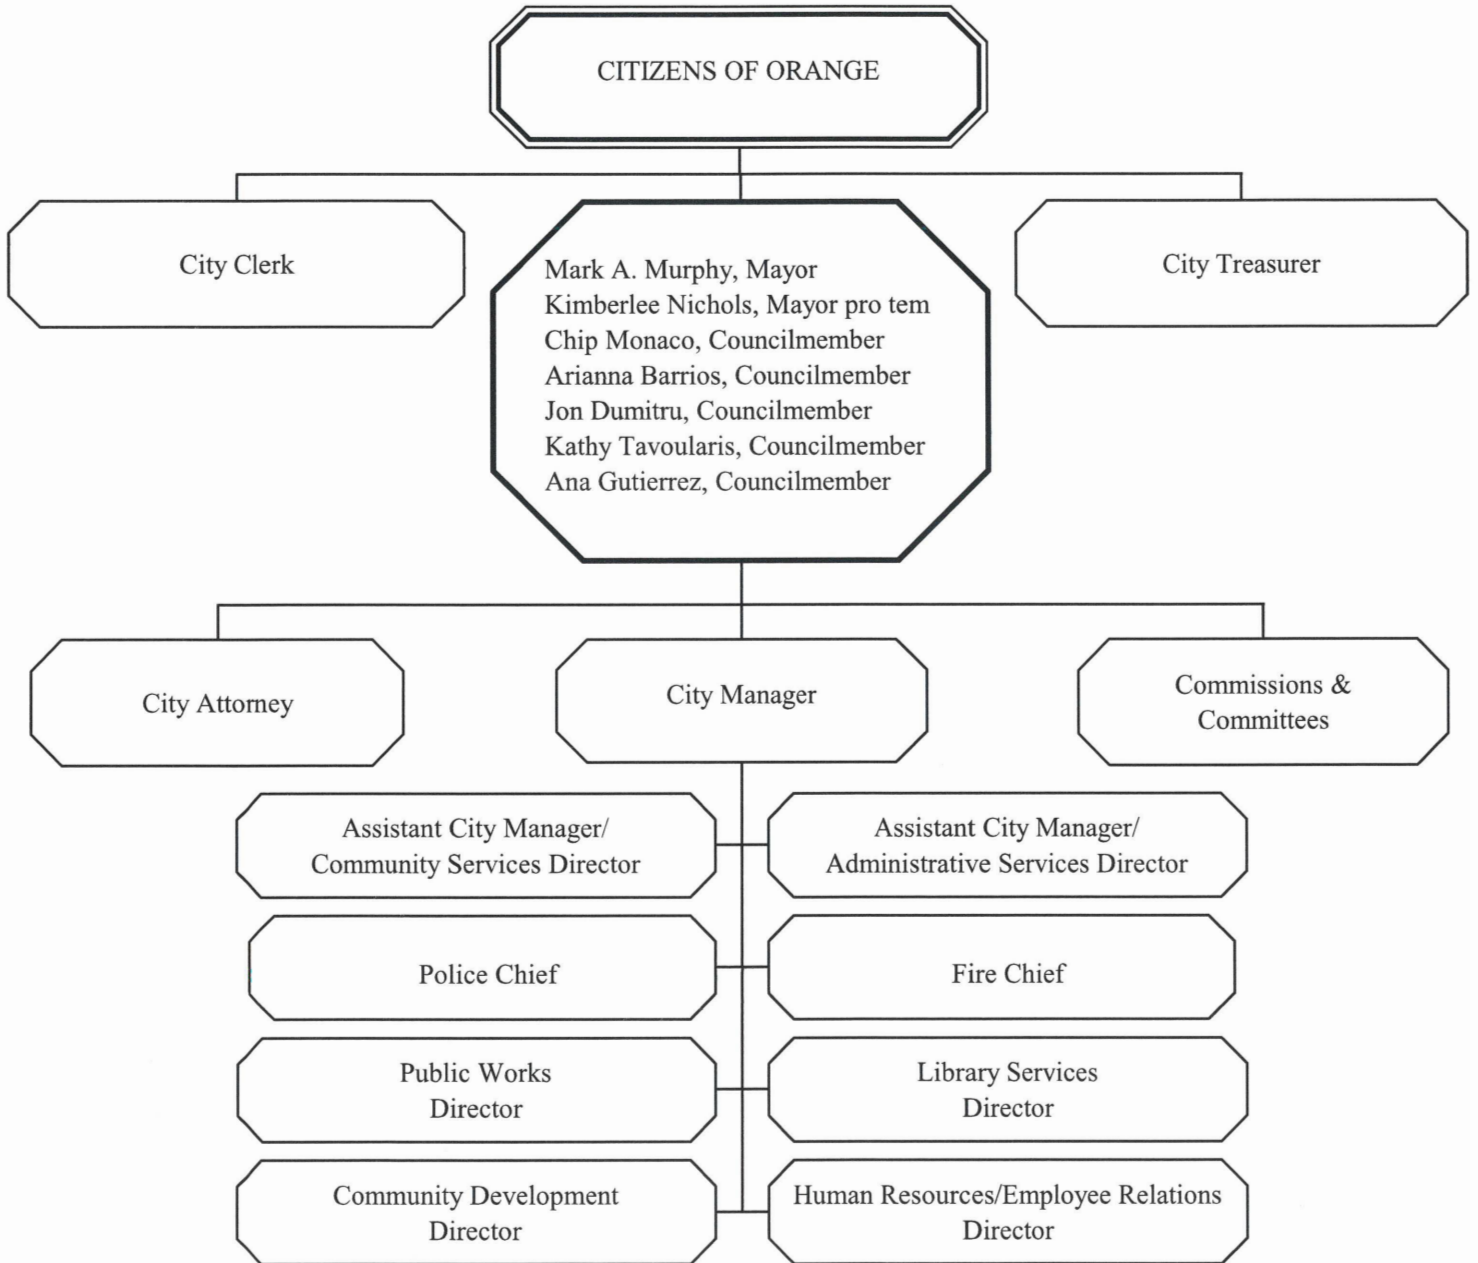 CITIZENS OF ORANGE
City Clerk
Mark A. Murphy, Mayor
Kimberlee Nichols, Mayor pro tem
Chip Monaco, Councilmember
Arianna Barrios, Councilmember
Jon Dumitru, Councilmember
Kathy Tavoularis, Councilmember
Ana Gutierrez, Councilmember
City Treasurer
City Attorney
City Manager
Commissions &
Committees
Assistant City Manager/
Community Services Director
Assistant City Manager/
Administrative Services Director
Police Chief
Fire Chief
Public Works
Director
Library Services
Director
Community Development
Director
Human Resources/Employee Relations
Director